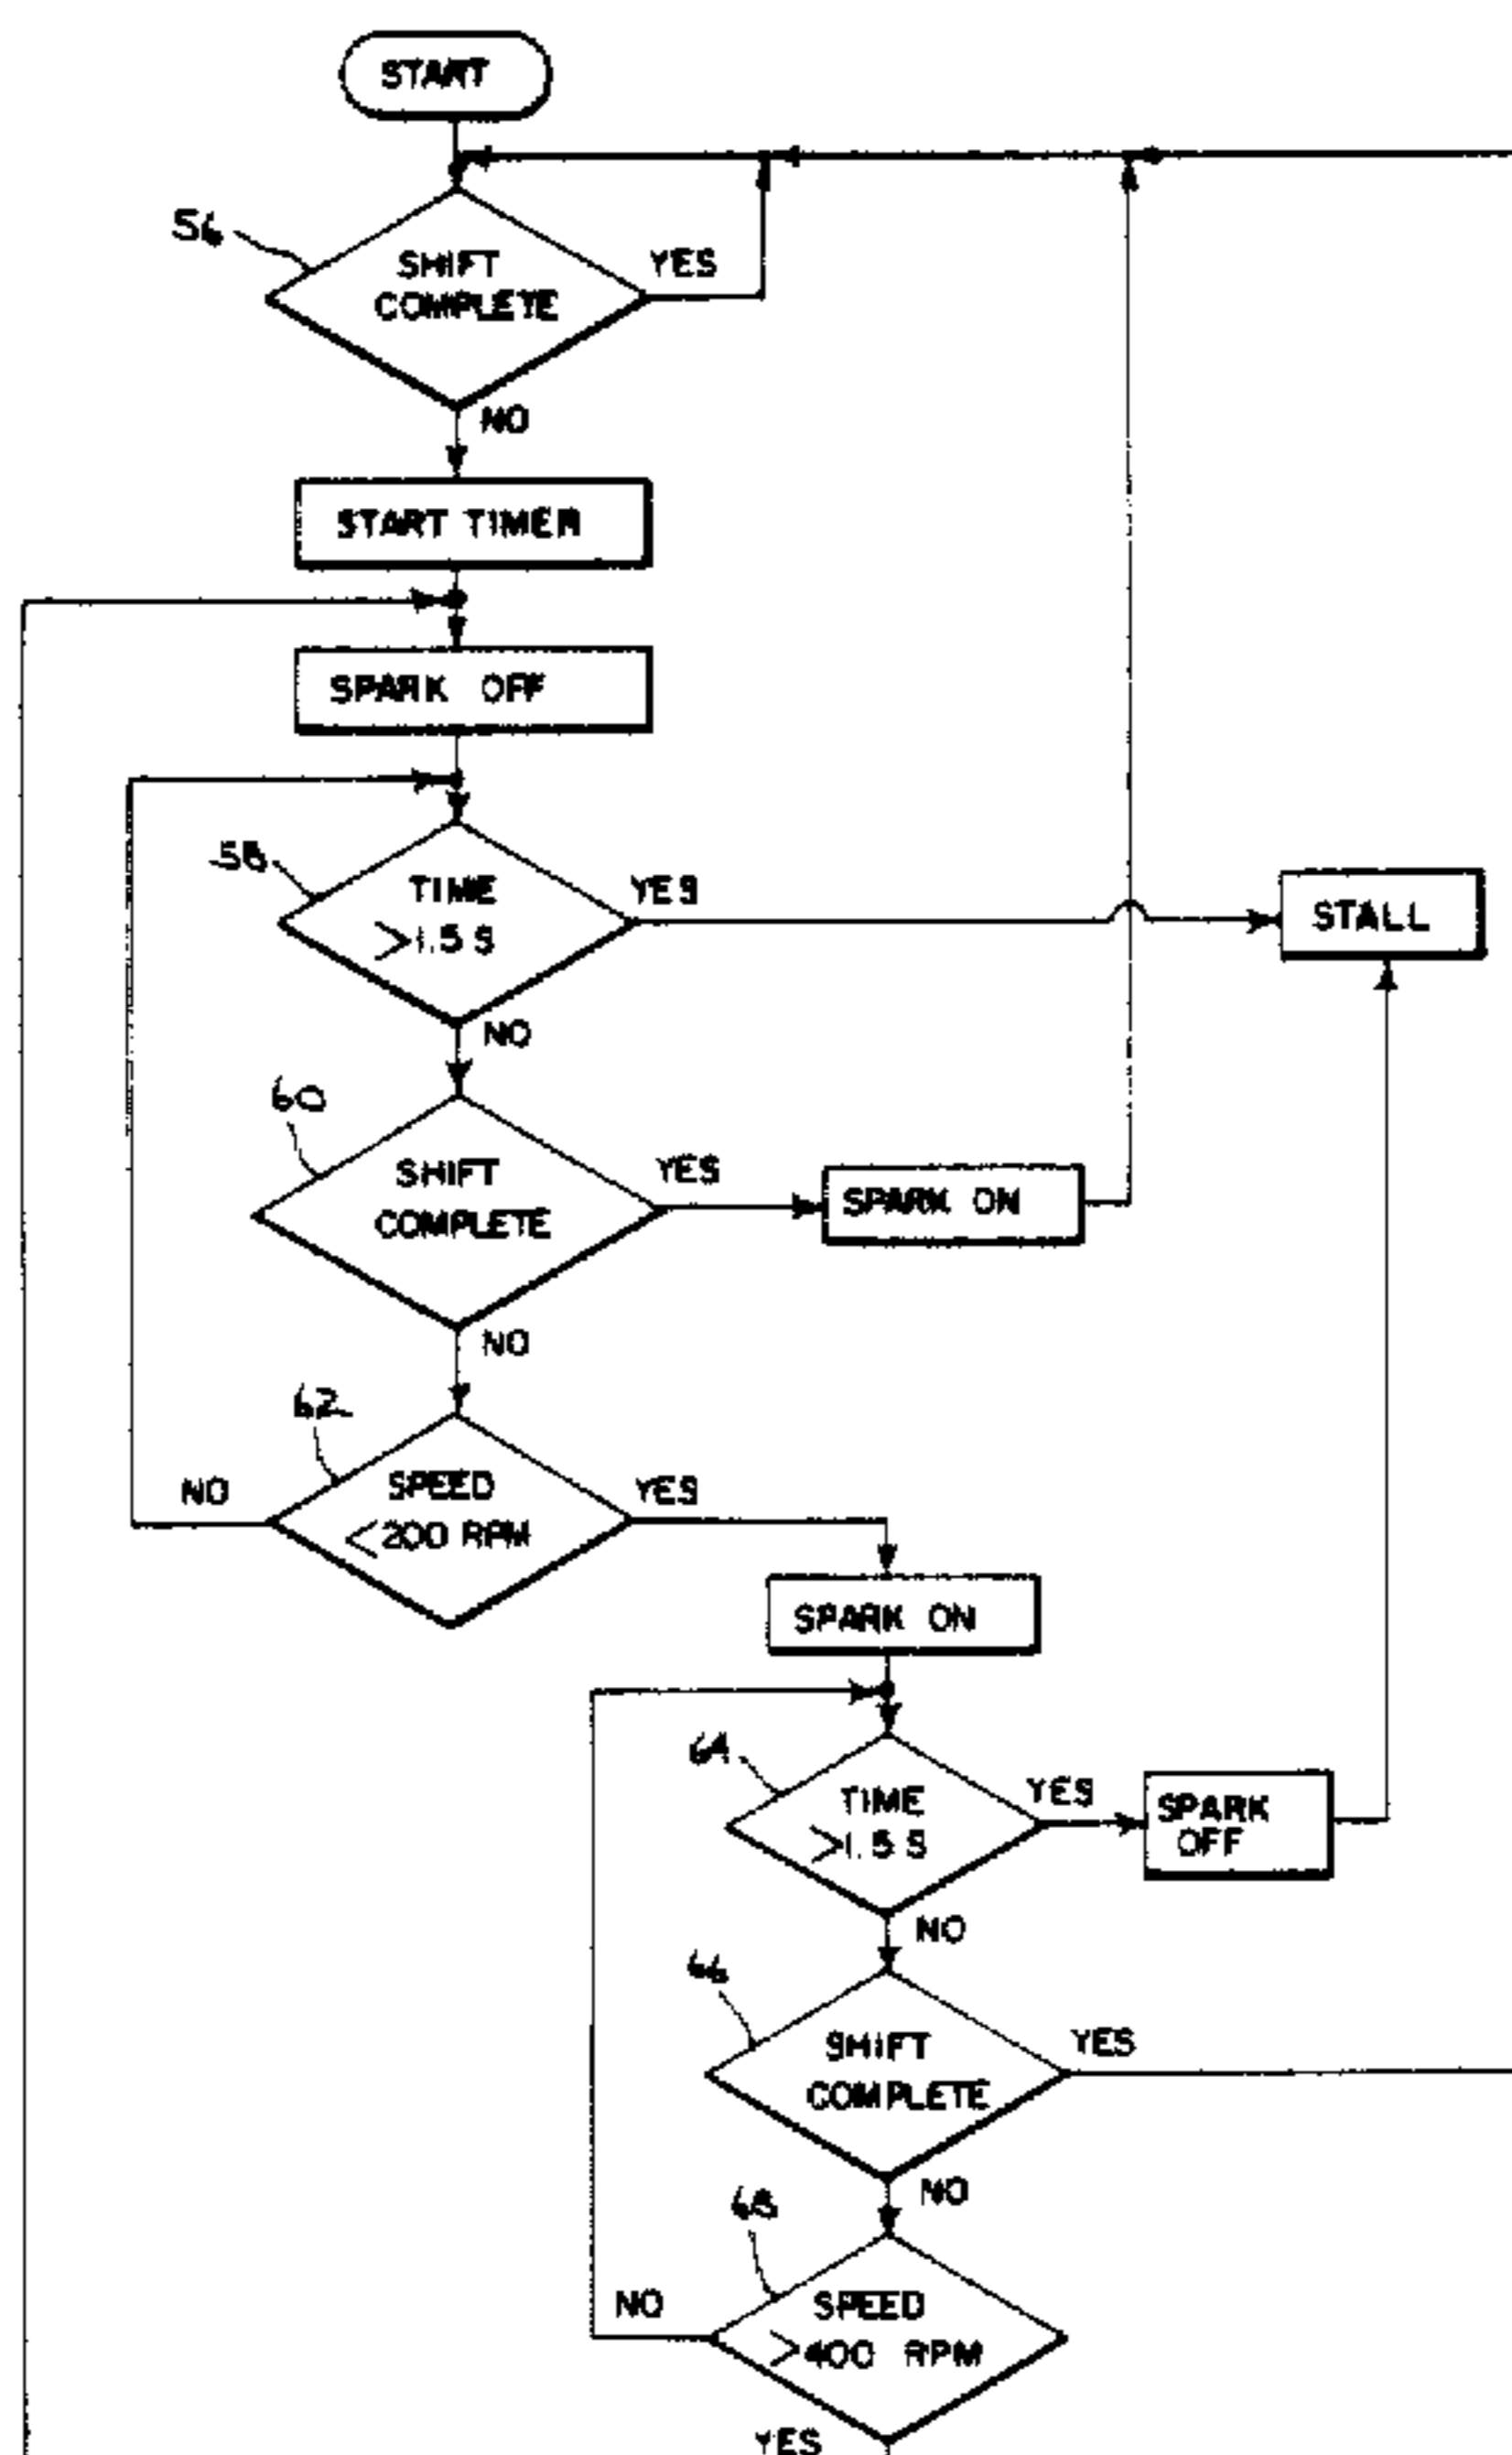 START
56
SHIFT
COMPLETE
YES
NO
START TIMER
SPARK OFF
58
TIME
>1.5 S
YES
STALL
NO
60
SHIFT
COMPLETE
YES
SPARK ON
NO
62
SPEED
<200 RPM
NO
YES
SPARK ON
64
TIME
>1.5 S
YES
SPARK
OFF
NO
66
SHIFT
COMPLETE
YES
NO
68
SPEED
>400 RPM
NO
YES